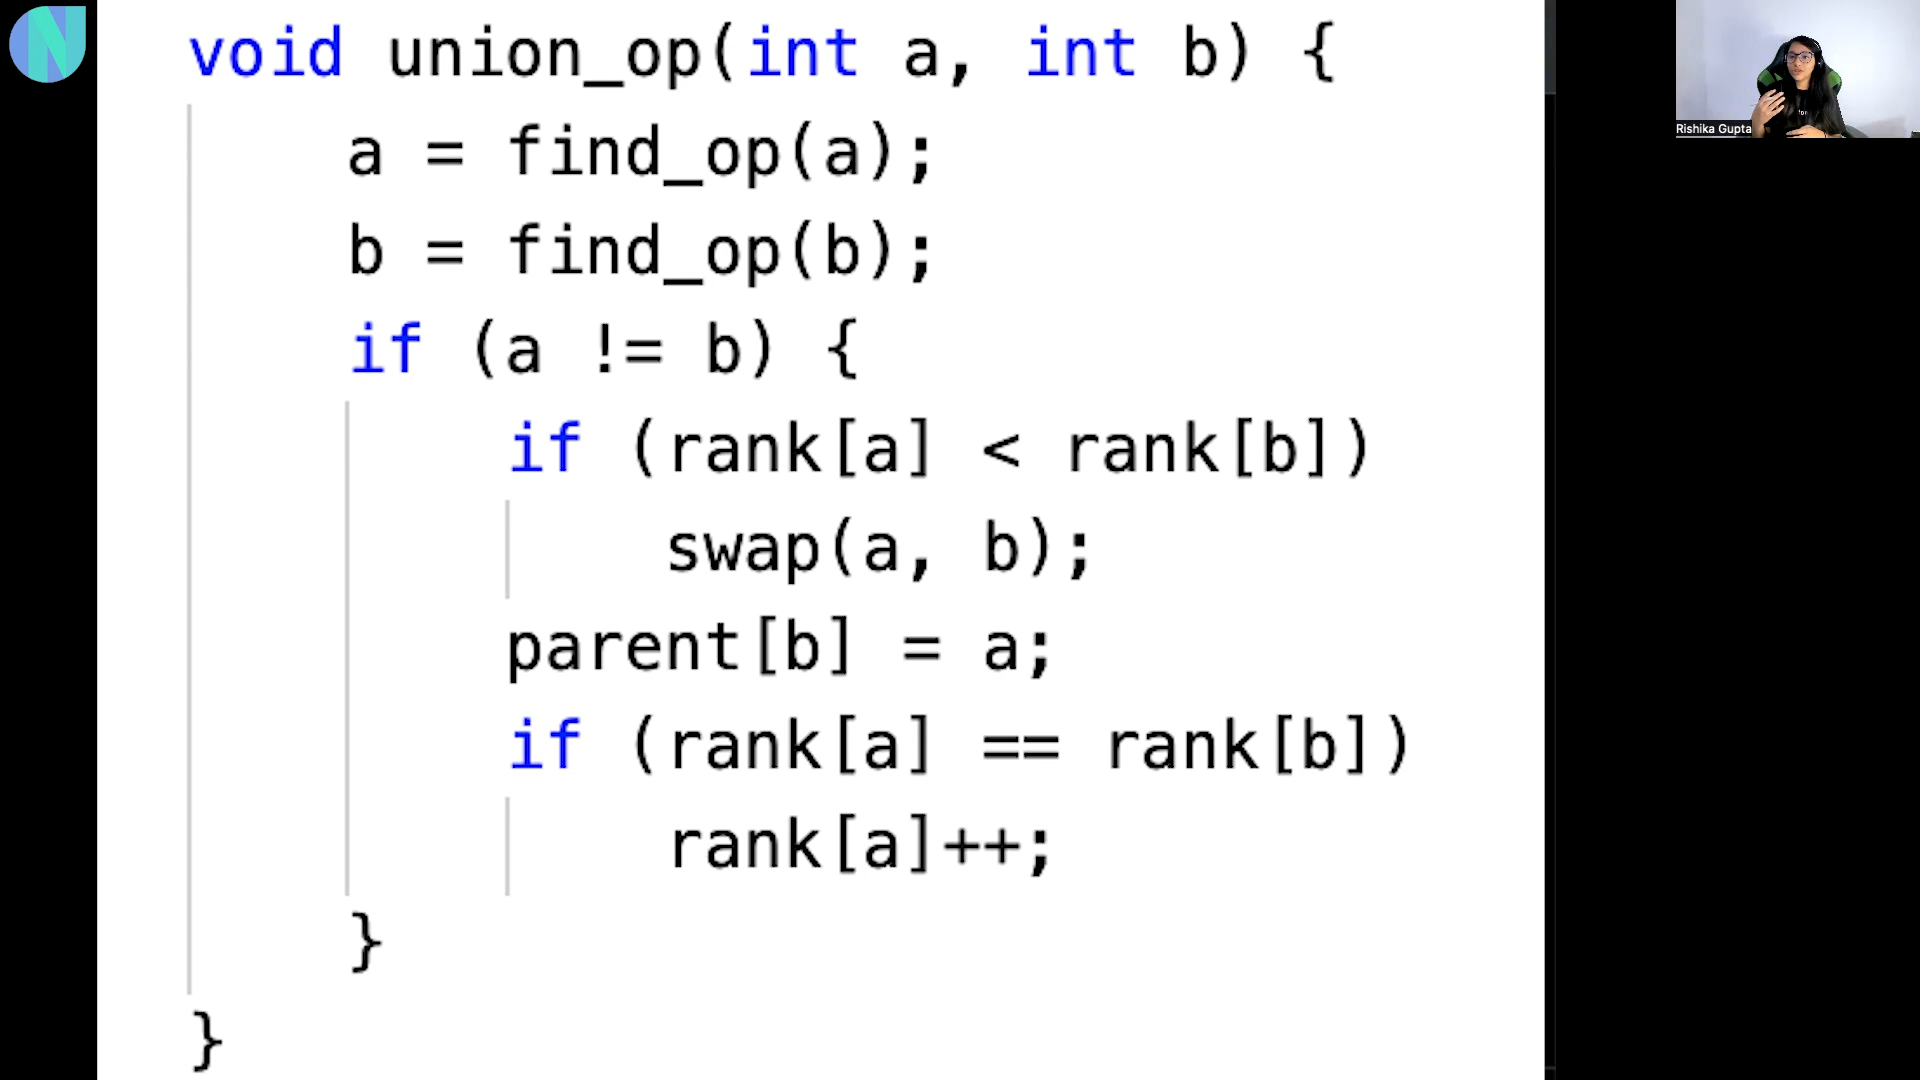 void union_op(int a, int b) {
a = find_op(a);
b = find_op(b);
if (a != b) {
if (rank[a] < rank[b])
swap(a, b);
parent[b] = a;
if (rank[a] == rank[b])
rank[a]++;
}
}
Rishika Gupta